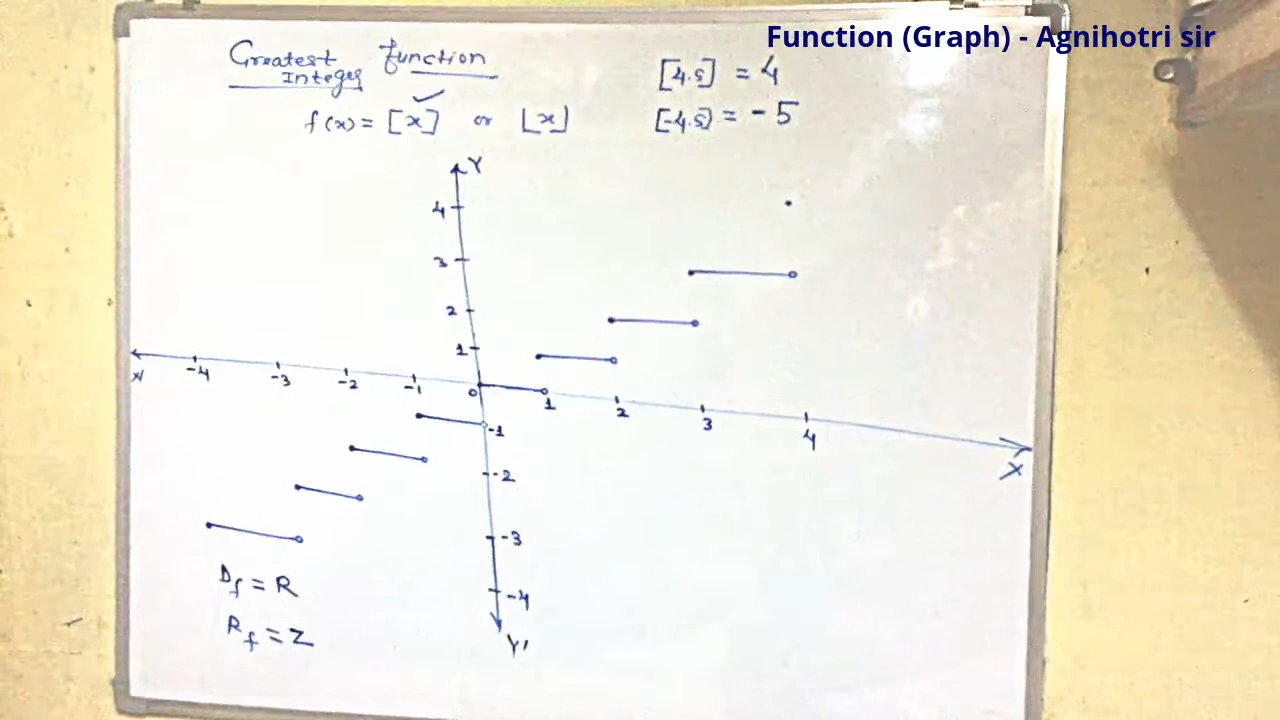 Function (Graph) - Agnihotri sir
Greatest Integer function
[4.5] = 4
f(x) = [x] or ⌊x⌋
[-4.5] = -5
Y
4
3
2
1
X'
-4
-3
-2
-1
0
1
2
3
4
X
-1
-2
-3
-4
Y'
Df = R
Rf = Z